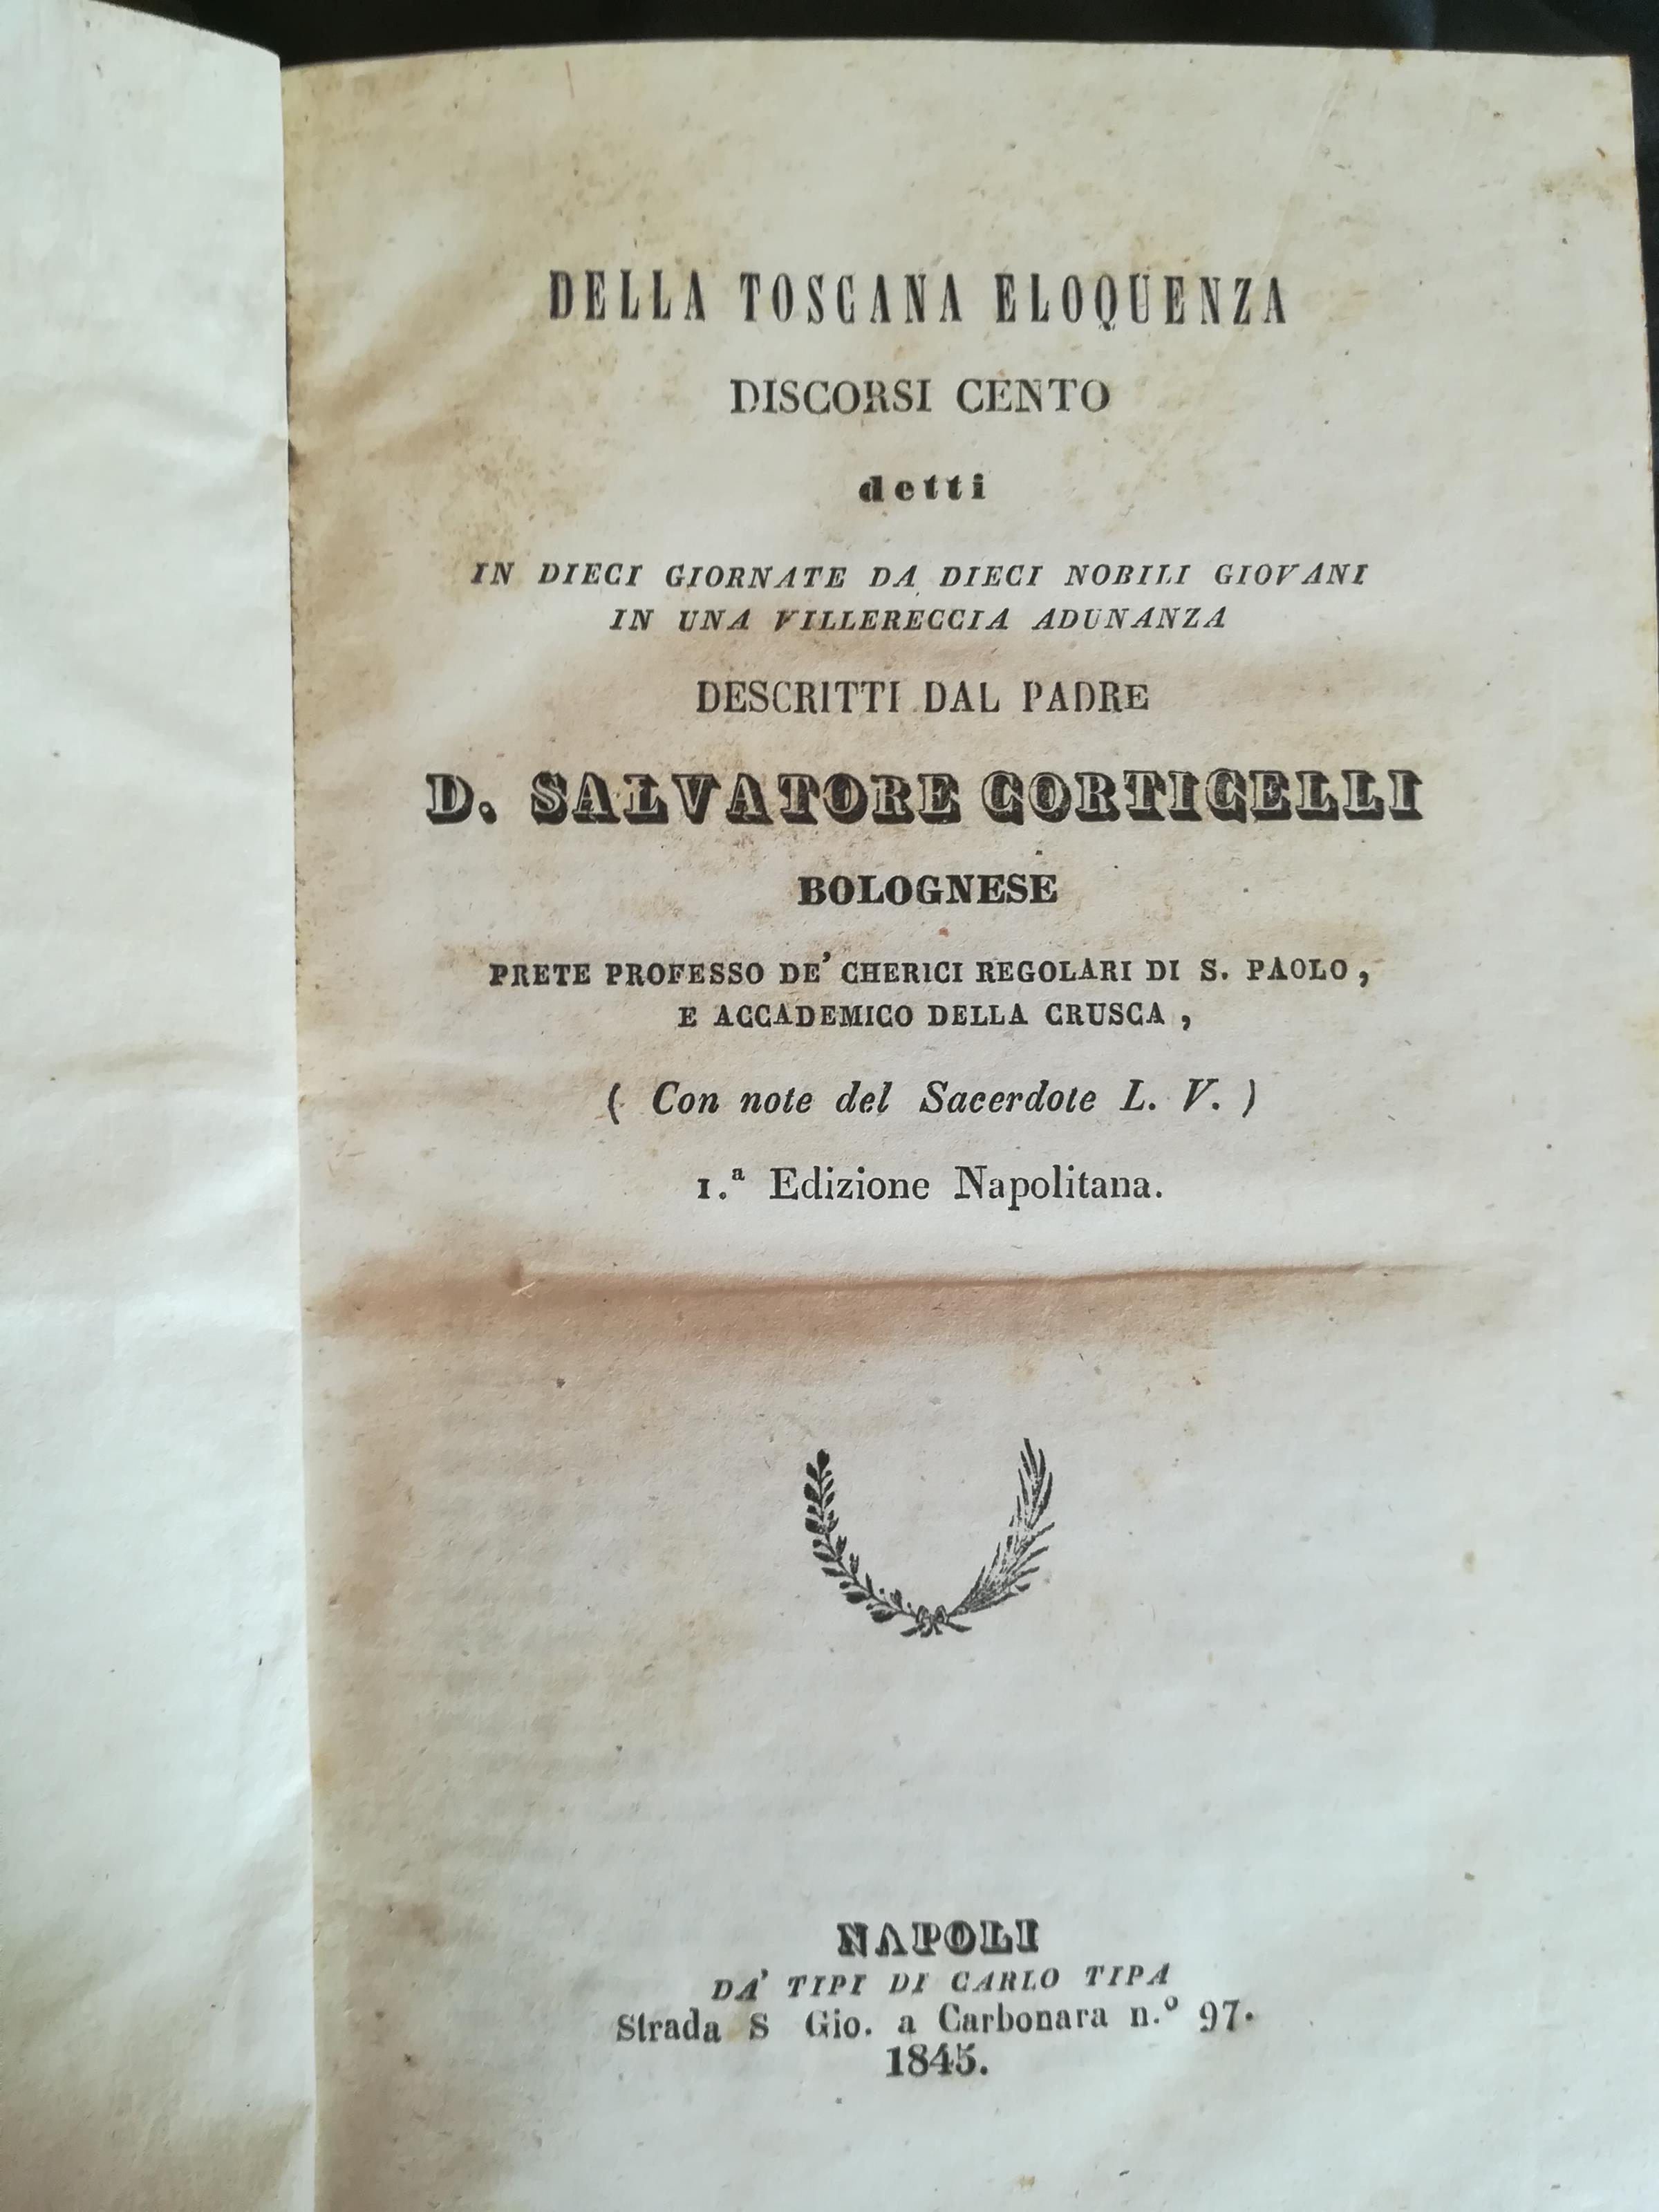 DELLA TOSCANA ELOQUENZA
DISCORSI CENTO
detti
IN DIECI GIORNATE DA DIECI NOBILI GIOVANI
IN UNA VILLERECCIA ADUNANZA
DESCRITTI DAL PADRE
D. SALVATORE CORTICELLI
BOLOGNESE
PRETE PROFESSO DE' CHERICI REGOLARI DI S. PAOLO,
E ACCADEMICO DELLA CRUSCA,
( Con note del Sacerdote L. V. )
1.ª Edizione Napolitana.
NAPOLI
DA' TIPI DI CARLO TIPA
Strada S Gio. a Carbonara n.º 97.
1845.